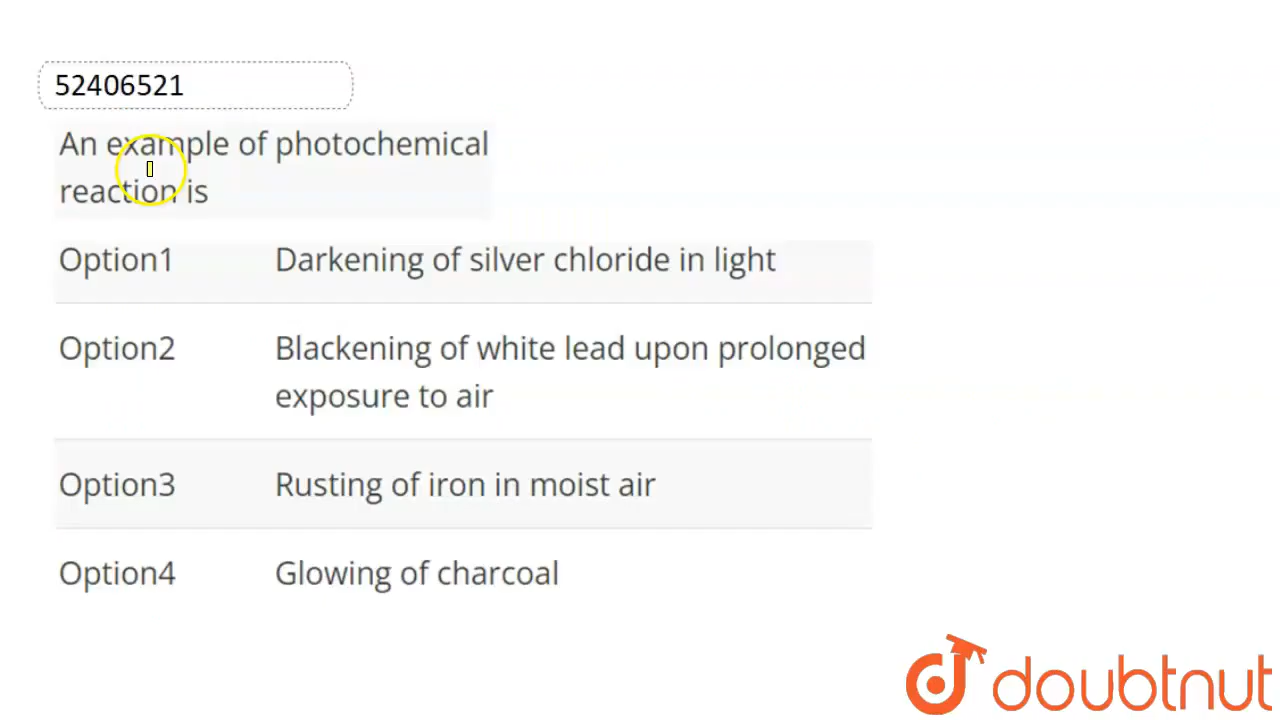 52406521
An example of photochemical
reaction is
Option1 Darkening of silver chloride in light
Option2 Blackening of white lead upon prolonged
exposure to air
Option3 Rusting of iron in moist air
Option4 Glowing of charcoal
doubtnut